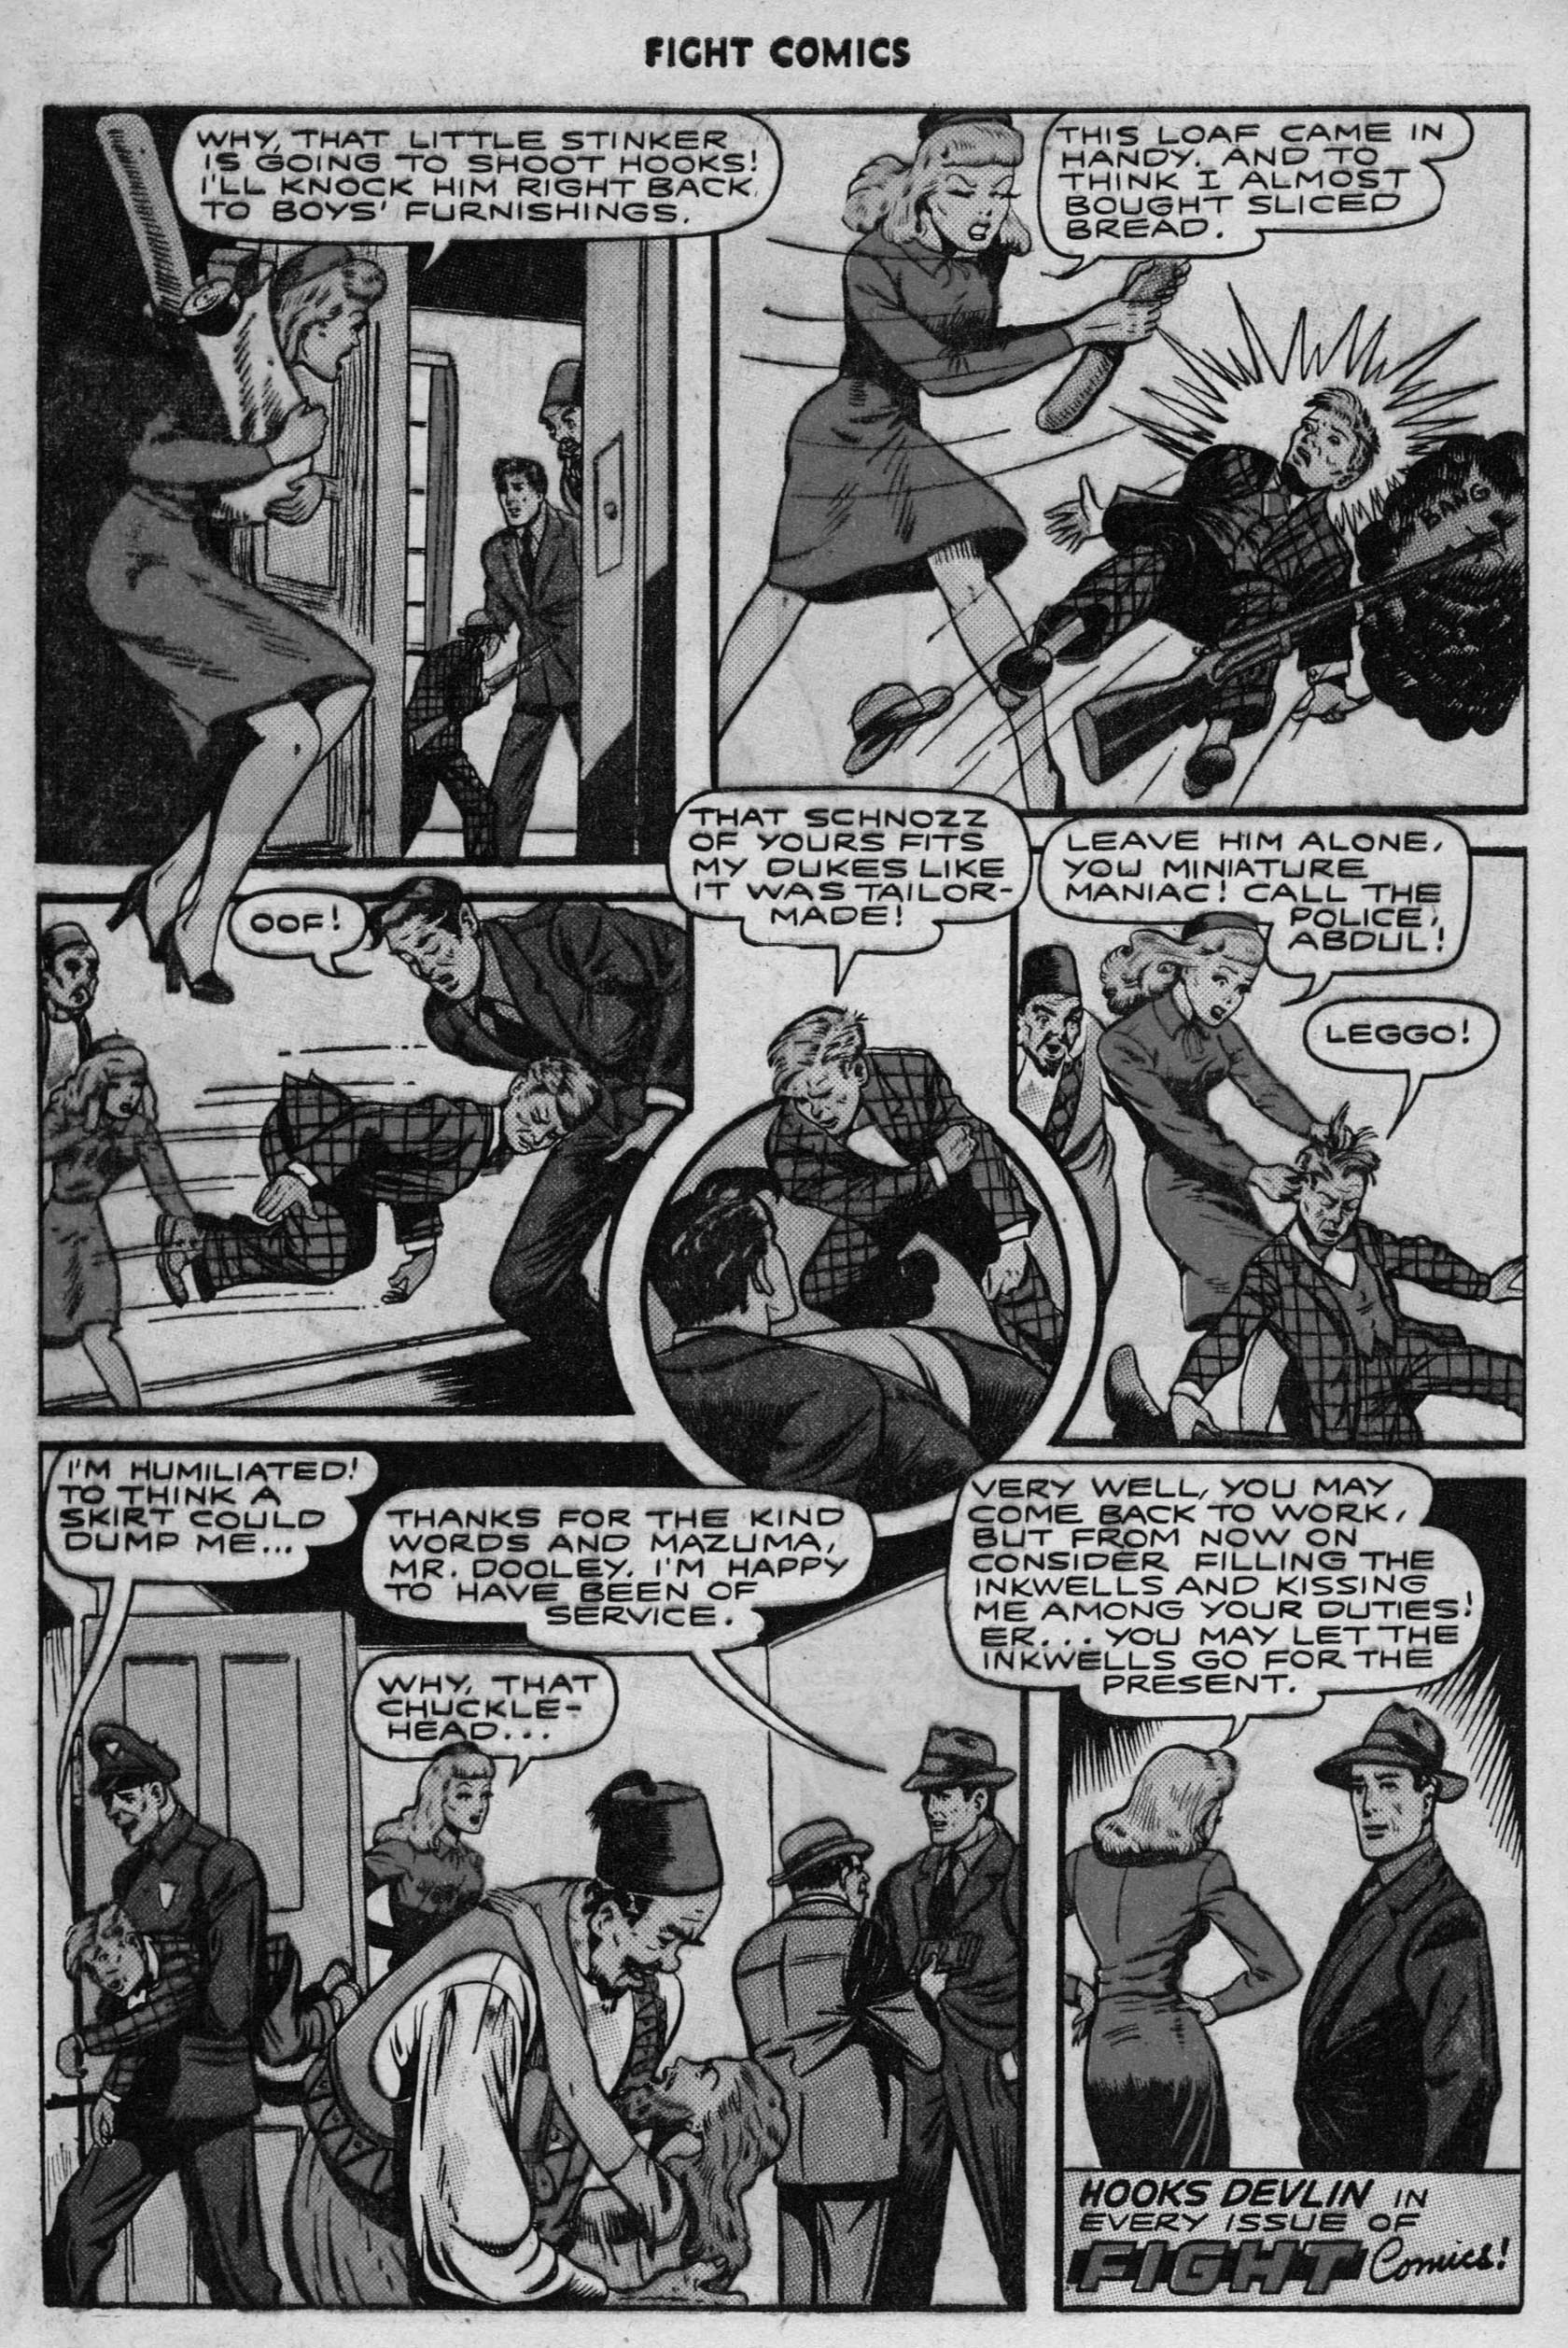 FIGHT COMICS
WHY, THAT LITTLE STINKER
IS GOING TO SHOOT HOOKS!
I'LL KNOCK HIM RIGHT BACK
TO BOYS' FURNISHINGS.
THIS LOAF CAME IN
HANDY. AND TO
THINK I ALMOST
BOUGHT SLICED
BREAD.
BANG
OOF!
THAT SCHNOZZ
OF YOURS FITS
MY DUKES LIKE
IT WAS TAILOR-
MADE!
LEAVE HIM ALONE,
YOU MINIATURE
MANIAC! CALL THE
POLICE,
ABDUL!
LEGGO!
I'M HUMILIATED!
TO THINK A
SKIRT COULD
DUMP ME...
THANKS FOR THE KIND
WORDS AND MAZUMA,
MR. DOOLEY. I'M HAPPY
TO HAVE BEEN OF
SERVICE.
WHY, THAT
CHUCKLE-
HEAD...
VERY WELL, YOU MAY
COME BACK TO WORK,
BUT FROM NOW ON
CONSIDER FILLING THE
INKWELLS AND KISSING
ME AMONG YOUR DUTIES!
ER... YOU MAY LET THE
INKWELLS GO FOR THE
PRESENT.
HOOKS DEVLIN IN
EVERY ISSUE OF
FIGHT Comics!